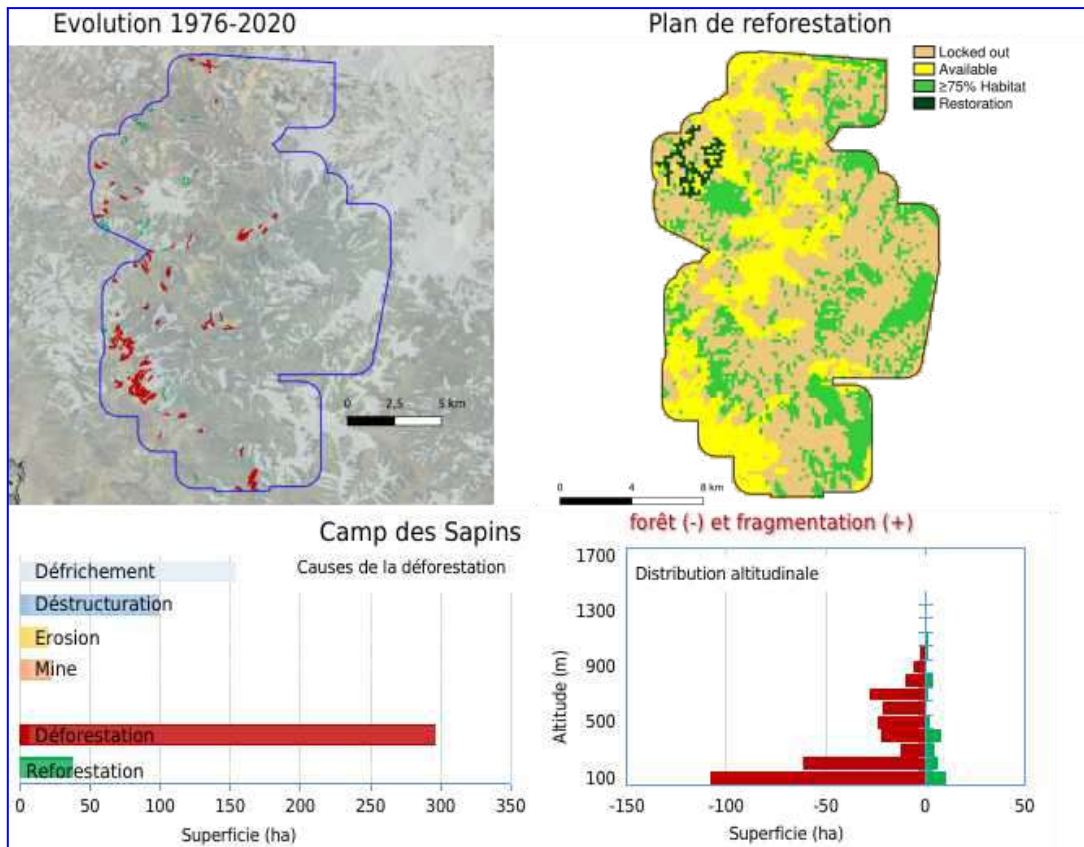 Evolution 1976-2020
Plan de reforestation
Locked out
Available
≥75% Habitat
Restoration
0 2,5 5 km
0 4 8 km
Camp des Sapins
Causes de la déforestation
Défrichement
Déstructuration
Erosion
Mine
Déforestation
Reforestation
0 50 100 150 200 250 300 350
Superficie (ha)
forêt (-) et fragmentation (+)
Distribution altitudinale
Altitude (m)
1700
1300
900
500
100
-150 -100 -50 0 50
Superficie (ha)